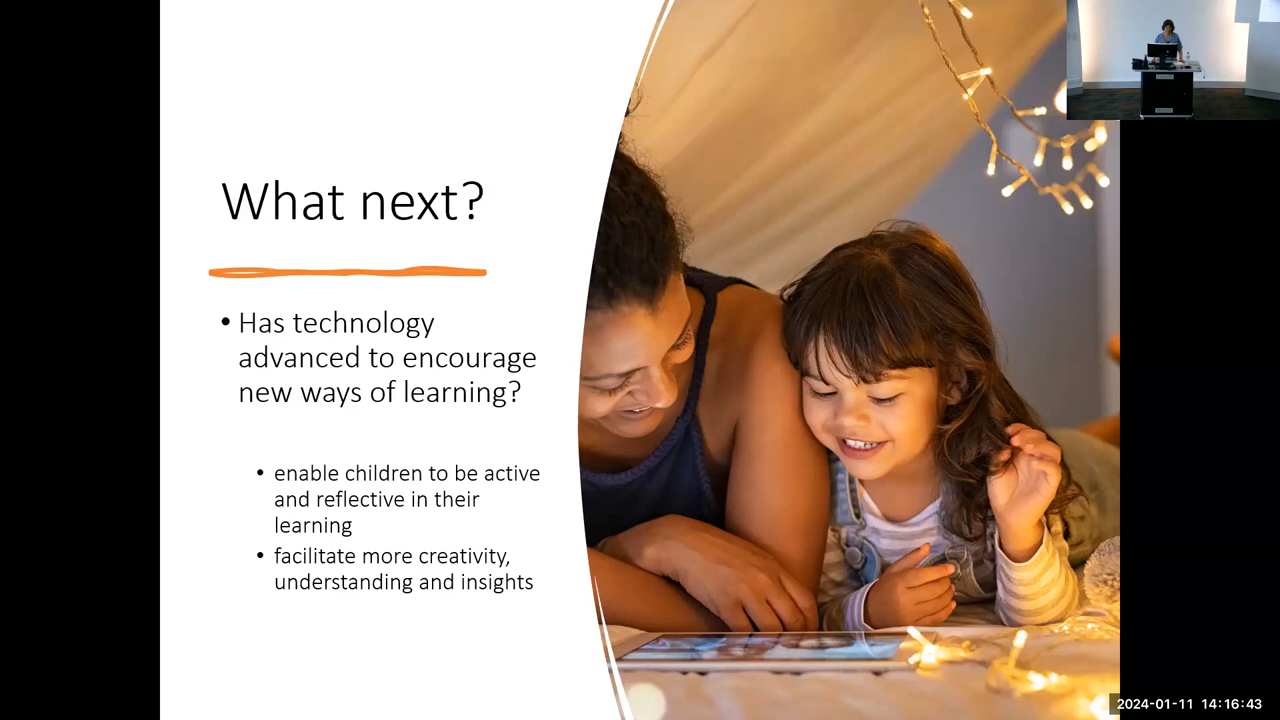 What next?
• Has technology
advanced to encourage
new ways of learning?
• enable children to be active
and reflective in their
learning
• facilitate more creativity,
understanding and insights
2024-01-11 14:16:43